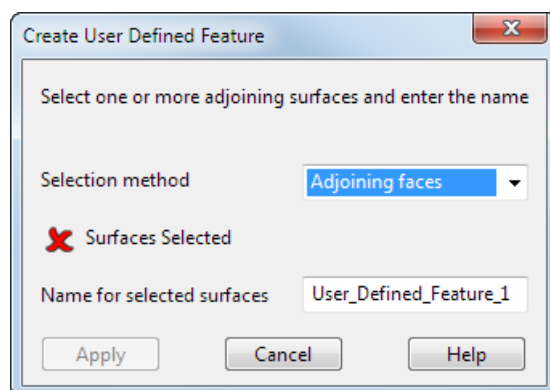 Create User Defined Feature
Select one or more adjoining surfaces and enter the name
Selection method Adjoining faces
Surfaces Selected
Name for selected surfaces User_Defined_Feature_1
Apply Cancel Help